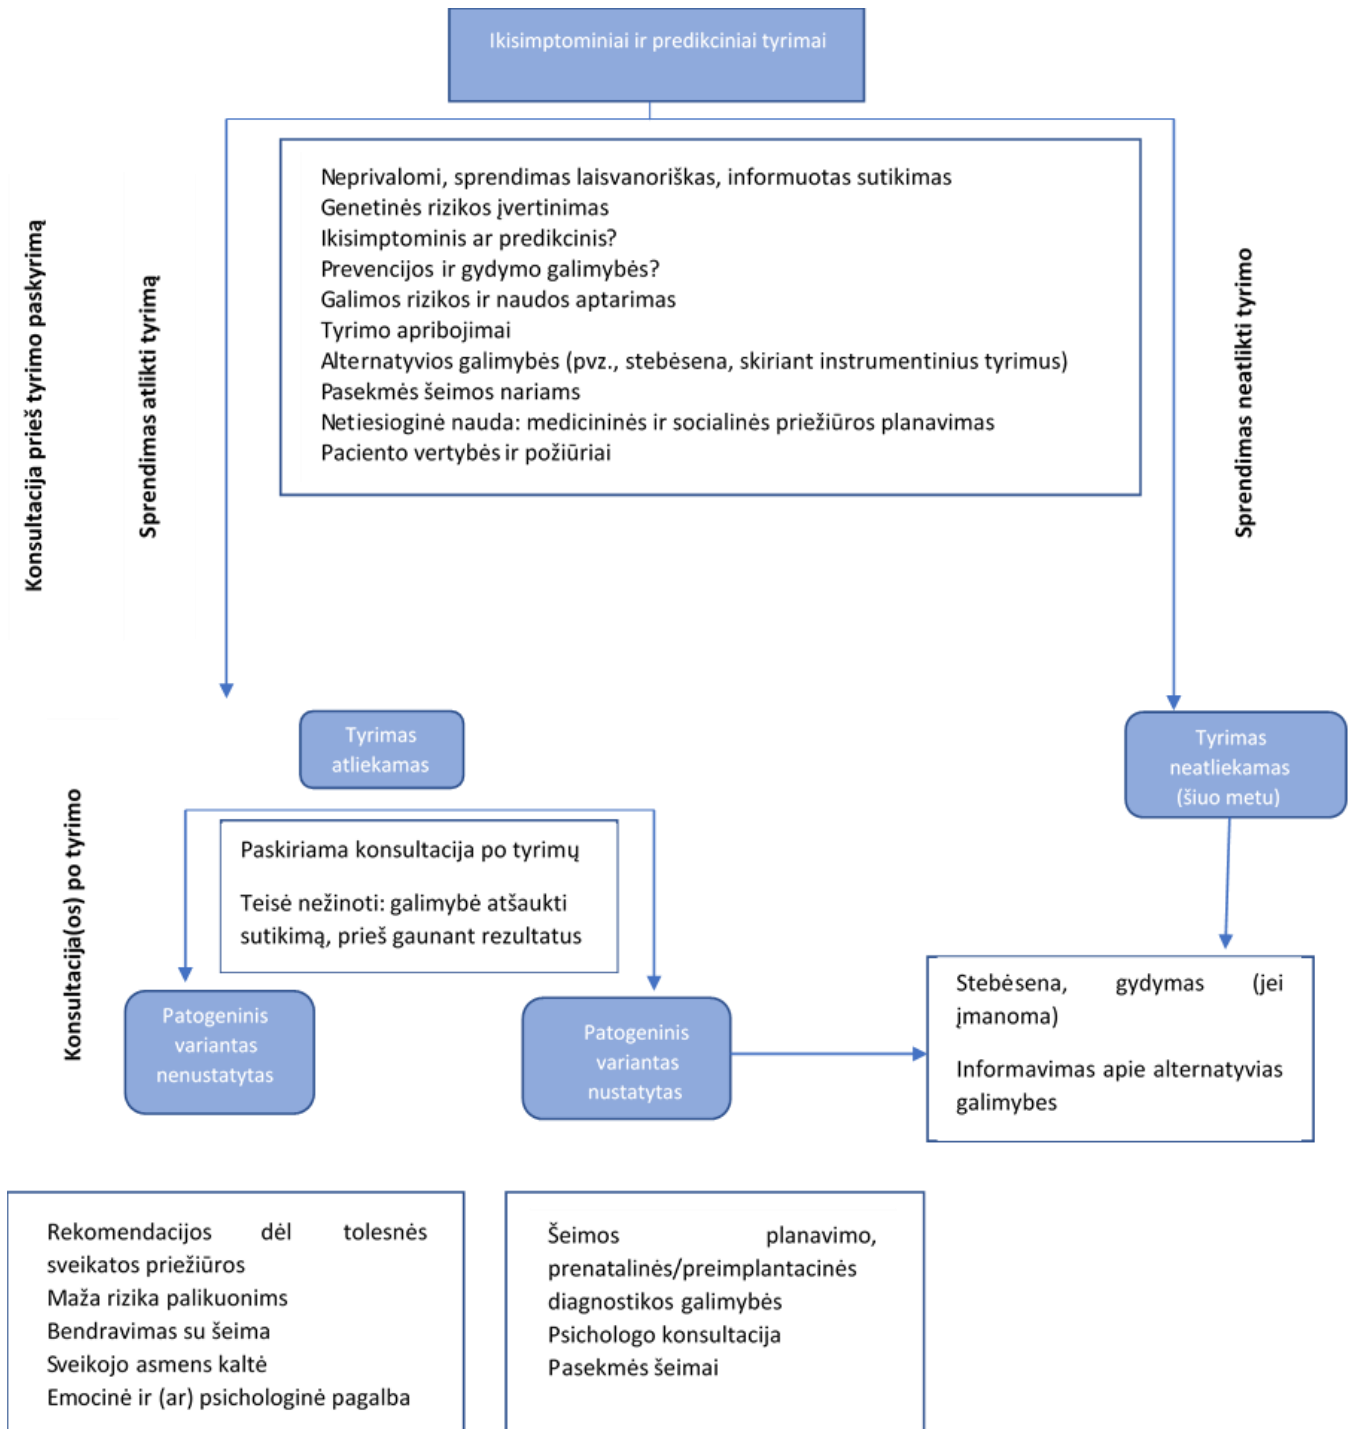 Ikisimptominiai ir predikciniai tyrimai
Konsultacija prieš tyrimo paskyrimą
Sprendimas atlikti tyrimą
Neprivalomi, sprendimas laisvanoriškas, informuotas sutikimas
Genetinės rizikos įvertinimas
Ikisimptominis ar predikcinis?
Prevencijos ir gydymo galimybės?
Galimos rizikos ir naudos aptarimas
Tyrimo apribojimai
Alternatyvios galimybės (pvz., stebėsena, skiriant instrumentinius tyrimus)
Pasekmės šeimos nariams
Netiesioginė nauda: medicininės ir socialinės priežiūros planavimas
Paciento vertybės ir požiūriai
Sprendimas neatlikti tyrimo
Tyrimas
atliekamas
Tyrimas
neatliekamas
(šiuo metu)
Konsultacija(os) po tyrimo
Paskiriama konsultacija po tyrimų
Teisė nežinoti: galimybė atšaukti
sutikimą, prieš gaunant rezultatus
Patogeninis
variantas
nenustatytas
Patogeninis
variantas
nustatytas
Stebėsena, gydymas (jei
įmanoma)
Informavimas apie alternatyvias
galimybes
Rekomendacijos dėl tolesnės
sveikatos priežiūros
Maža rizika palikuonims
Bendravimas su šeima
Sveikojo asmens kaltė
Emocinė ir (ar) psichologinė pagalba
Šeimos planavimo,
prenatalinės/preimplantacinės
diagnostikos galimybės
Psichologo konsultacija
Pasekmės šeimai